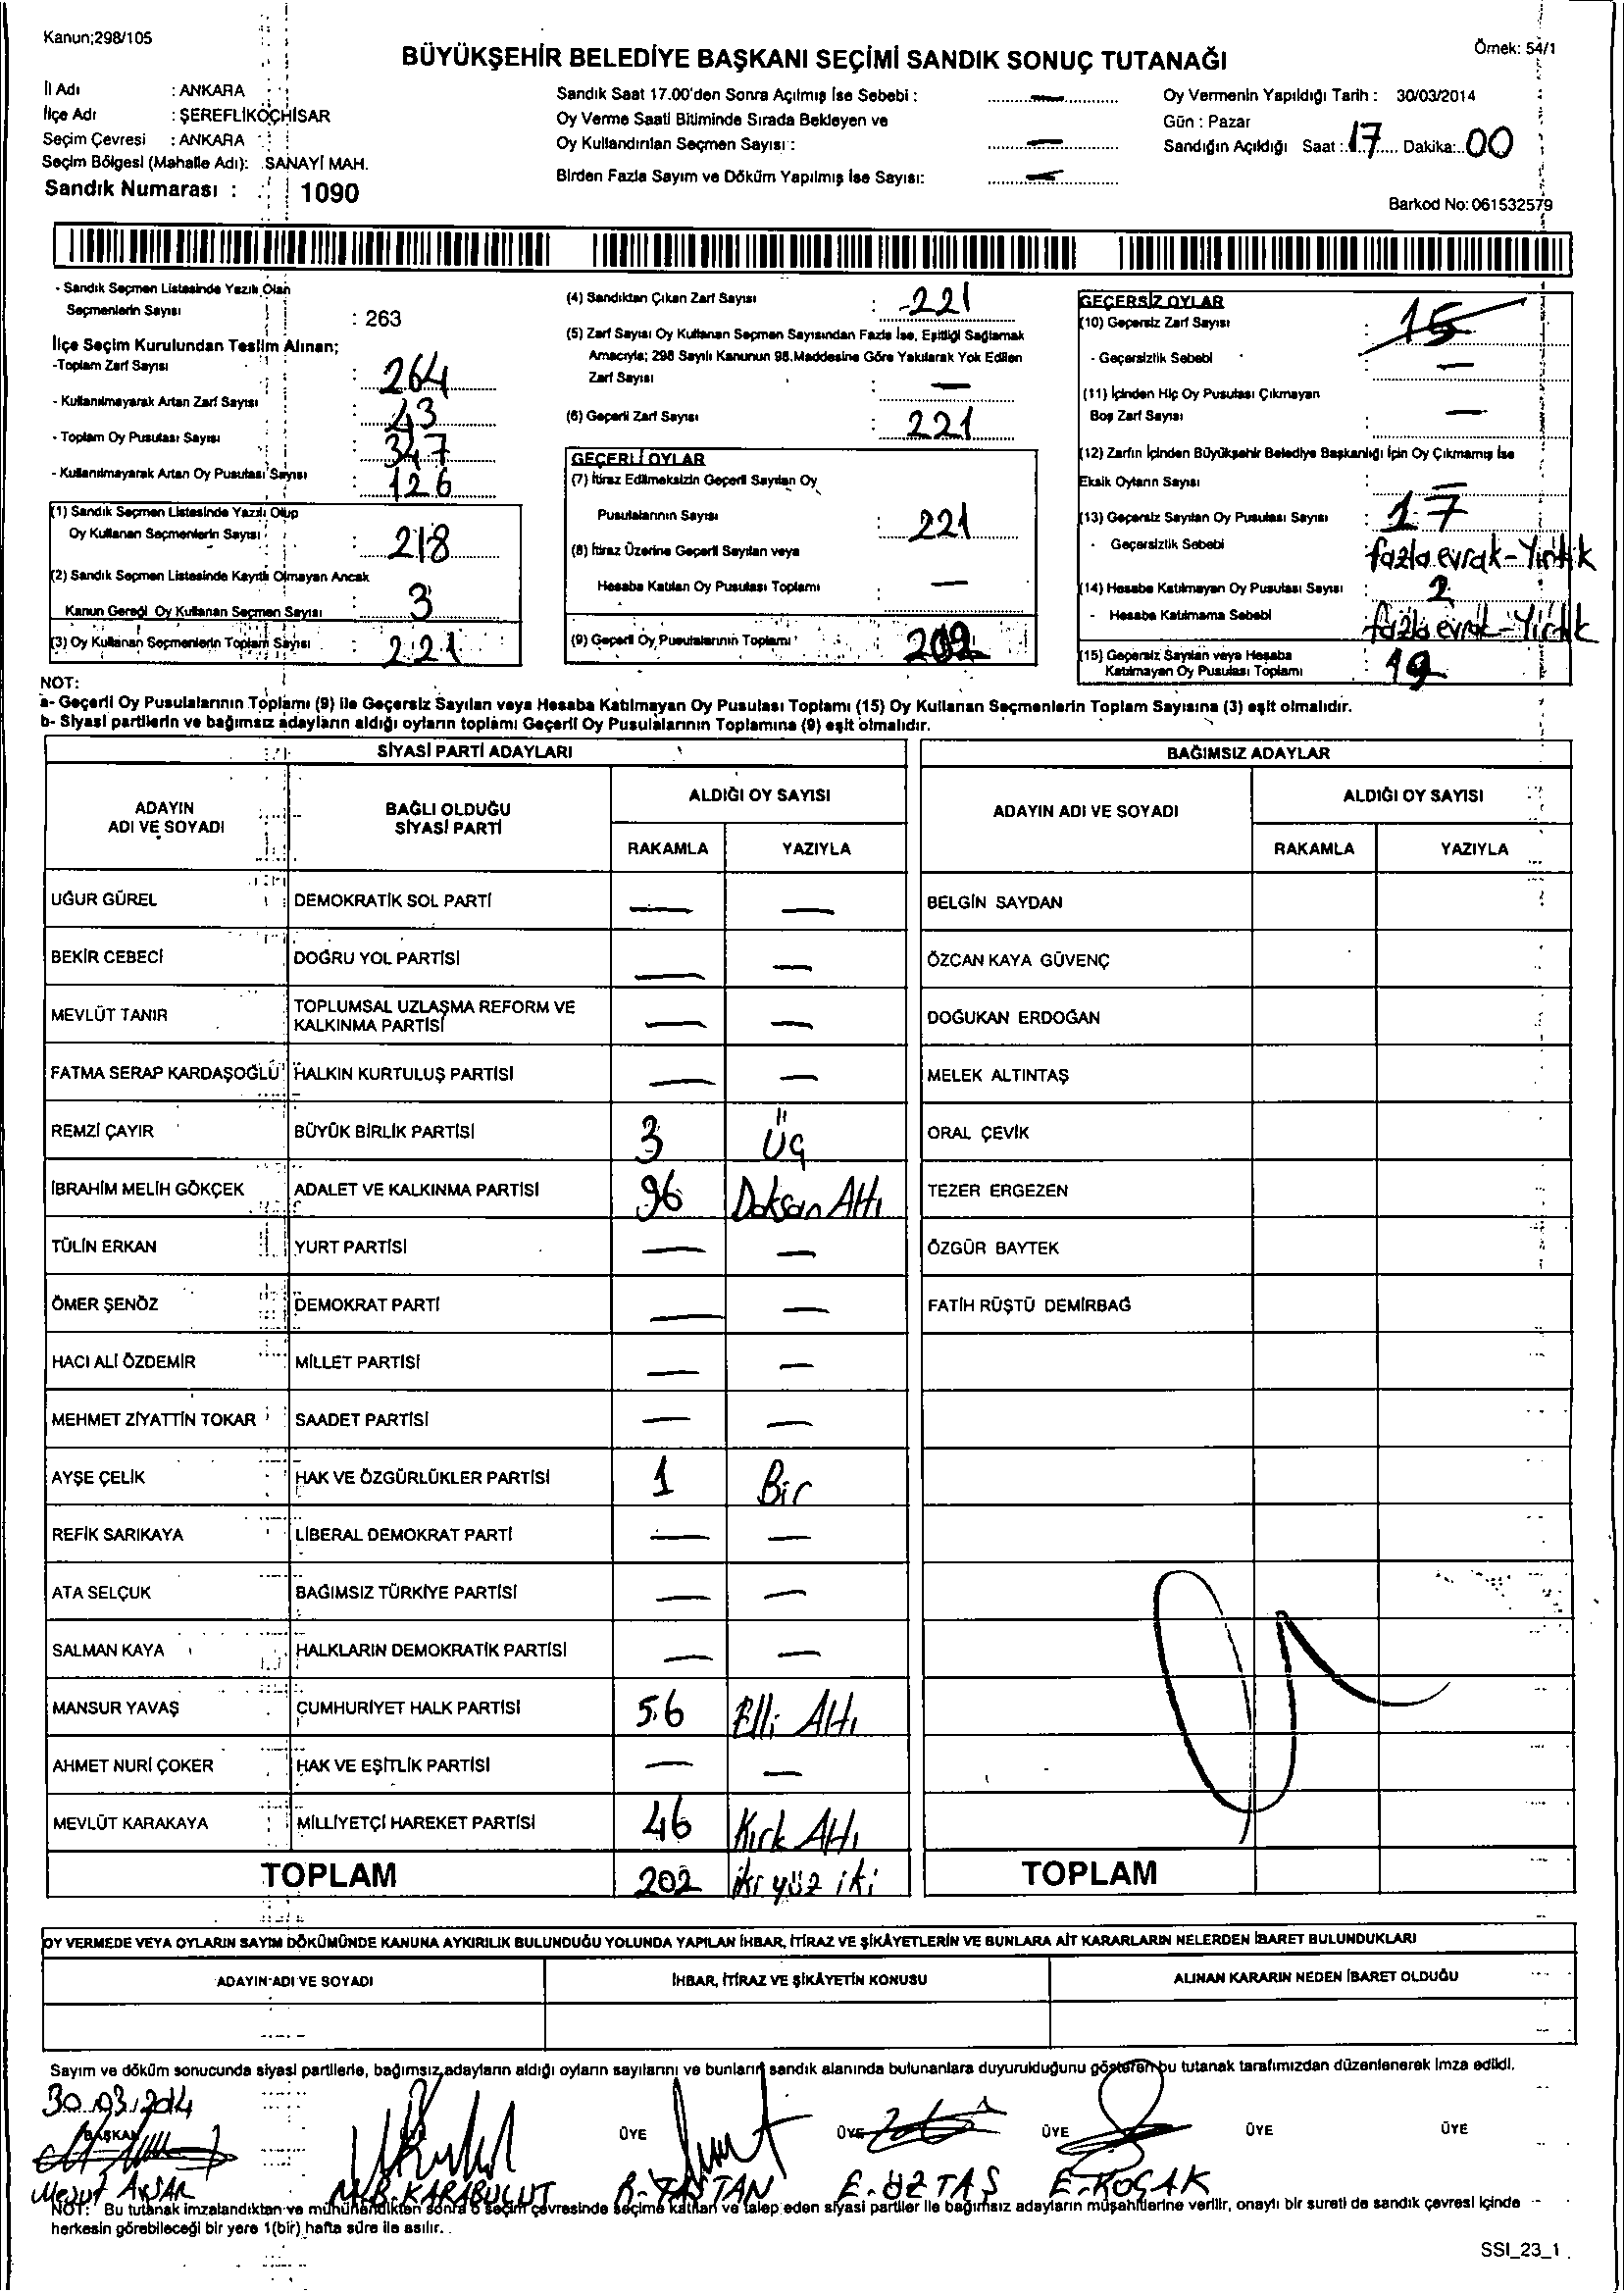 Kanun;298/105
Örnek: 54/1
BÜYÜKŞEHİR BELEDİYE BAŞKANI SEÇİMİ SANDIK SONUÇ TUTANAĞI
İl Adı : ANKARA
İlçe Adı : ŞEREFLİKOÇHİSAR
Seçim Çevresi : ANKARA
Seçim Bölgesi (Mahalle Adı): SANAYİ MAH.
Sandık Numarası : 1090
Sandık Saat 17.00'den Sonra Açılmış İse Sebebi : —
Oy Verme Saati Bitiminde Sırada Bekleyen ve
Oy Kullandırılan Seçmen Sayısı : —
Birden Fazla Sayım ve Döküm Yapılmış İse Sayısı: —
Oy Vermenin Yapıldığı Tarih : 30/03/2014
Gün : Pazar
Sandığın Açıldığı Saat : 17 Dakika: 00
Barkod No: 061532579
- Sandık Seçmen Listesinde Yazılı Olan
Seçmenlerin Sayısı : 263
İlçe Seçim Kurulundan Teslim Alınan;
-Toplam Zarf Sayısı : 264
- Kullanılmayarak Artan Zarf Sayısı : 43
- Toplam Oy Pusulası Sayısı : 347
- Kullanılmayarak Artan Oy Pusulası Sayısı : 126
(1) Sandık Seçmen Listesinde Yazılı Olup
Oy Kullanan Seçmenlerin Sayısı : 218
(2) Sandık Seçmen Listesinde Kayıtlı Olmayan Ancak
Kanun Gereği Oy Kullanan Seçmen Sayısı : 3
(3) Oy Kullanan Seçmenlerin Toplam Sayısı : 221
(4) Sandıktan Çıkan Zarf Sayısı : 221
(5) Zarf Sayısı Oy Kullanan Seçmen Sayısından Fazla İse, Eşitliği Sağlamak
Amacıyla; 298 Sayılı Kanunun 98.Maddesine Göre Yakılarak Yok Edilen
Zarf Sayısı : —
(6) Geçerli Zarf Sayısı : 221
GEÇERLİ OYLAR
(7) İtiraz Edilmeksizin Geçerli Sayılan Oy
Pusulalarının Sayısı : 221
(8) İtiraz Üzerine Geçerli Sayılan veya
Hesaba Katılan Oy Pusulası Toplamı : —
(9) Geçerli Oy Pusulalarının Toplamı : 202
GEÇERSİZ OYLAR
(10) Geçersiz Zarf Sayısı : 15
- Geçersizlik Sebebi : —
(11) İçinden Hiç Oy Pusulası Çıkmayan
Boş Zarf Sayısı : —
(12) Zarfın İçinden Büyükşehir Belediye Başkanlığı İçin Oy Çıkmamış İse
Eksik Oyların Sayısı : —
(13) Geçersiz Sayılan Oy Pusulası Sayısı : 17
- Geçersizlik Sebebi fazla evrak-Yırtık
(14) Hesaba Katılmayan Oy Pusulası Sayısı : 2
- Hesaba Katılmama Sebebi : fazla evrak-Yırtık
(15) Geçersiz Sayılan veya Hesaba
Katılmayan Oy Pusulası Toplamı : 19
NOT:
a- Geçerli Oy Pusulalarının Toplamı (9) ile Geçersiz Sayılan veya Hesaba Katılmayan Oy Pusulası Toplamı (15) Oy Kullanan Seçmenlerin Toplam Sayısına (3) eşit olmalıdır.
b- Siyasi partilerin ve bağımsız adayların aldığı oyların toplamı Geçerli Oy Pusulalarının Toplamına (9) eşit olmalıdır.
SİYASİ PARTİ ADAYLARI
ADAYIN ADI VE SOYADI BAĞLI OLDUĞU SİYASİ PARTİ ALDIĞI OY SAYISI
RAKAMLA YAZIYLA
UĞUR GÜREL DEMOKRATİK SOL PARTİ — —
BEKİR CEBECİ DOĞRU YOL PARTİSİ — —
MEVLÜT TANIR TOPLUMSAL UZLAŞMA REFORM VE KALKINMA PARTİSİ — —
FATMA SERAP KARDAŞOĞLU HALKIN KURTULUŞ PARTİSİ — —
REMZİ ÇAYIR BÜYÜK BİRLİK PARTİSİ 3 Üç
İBRAHİM MELİH GÖKÇEK ADALET VE KALKINMA PARTİSİ 96 Doksan Altı
TÜLİN ERKAN YURT PARTİSİ — —
ÖMER ŞENÖZ DEMOKRAT PARTİ — —
HACI ALİ ÖZDEMİR MİLLET PARTİSİ — —
MEHMET ZİYATTİN TOKAR SAADET PARTİSİ — —
AYŞE ÇELİK HAK VE ÖZGÜRLÜKLER PARTİSİ 1 Bir
REFİK SARIKAYA LİBERAL DEMOKRAT PARTİ — —
ATA SELÇUK BAĞIMSIZ TÜRKİYE PARTİSİ — —
SALMAN KAYA HALKLARIN DEMOKRATİK PARTİSİ — —
MANSUR YAVAŞ CUMHURİYET HALK PARTİSİ 56 Elli Altı
AHMET NURİ ÇOKER HAK VE EŞİTLİK PARTİSİ — —
MEVLÜT KARAKAYA MİLLİYETÇİ HAREKET PARTİSİ 46 Kırk Altı
TOPLAM 202 iki yüz iki
BAĞIMSIZ ADAYLAR
ADAYIN ADI VE SOYADI ALDIĞI OY SAYISI
RAKAMLA YAZIYLA
BELGİN SAYDAN
ÖZCAN KAYA GÜVENÇ
DOĞUKAN ERDOĞAN
MELEK ALTINTAŞ
ORAL ÇEVİK
TEZER ERGEZEN
ÖZGÜR BAYTEK
FATİH RÜŞTÜ DEMİRBAĞ
TOPLAM
OY VERMEDE VEYA OYLARIN SAYIM DÖKÜMÜNDE KANUNA AYKIRILIK BULUNDUĞU YOLUNDA YAPILAN İHBAR, İTİRAZ VE ŞİKÂYETLERİN VE BUNLARA AİT KARARLARIN NELERDEN İBARET BULUNDUKLARI
ADAYIN ADI VE SOYADI İHBAR, İTİRAZ VE ŞİKÂYETİN KONUSU ALINAN KARARIN NEDEN İBARET OLDUĞU
Sayım ve döküm sonucunda siyasi partilerle, bağımsız adayların aldığı oyların sayılarını ve bunların sandık alanında bulunanlara duyurulduğunu gösteren bu tutanak tarafımızdan düzenlenerek imza edildi.
30.03.2014
BAŞKAN ÜYE ÜYE ÜYE ÜYE ÜYE
Mesut AVŞAR M.B.KARABULUT R.TAŞTAN E.ÖZTAŞ E.KOÇAK
NOT: Bu tutanak imzalandıktan ve mühürlendikten sonra o seçim çevresinde seçime katılan ve talep eden siyasi partiler ile bağımsız adayların müşahitlerine verilir, onaylı bir sureti de sandık çevresi içinde
herkesin görebileceği bir yere 1(bir) hafta süre ile asılır.
SSI_23_1